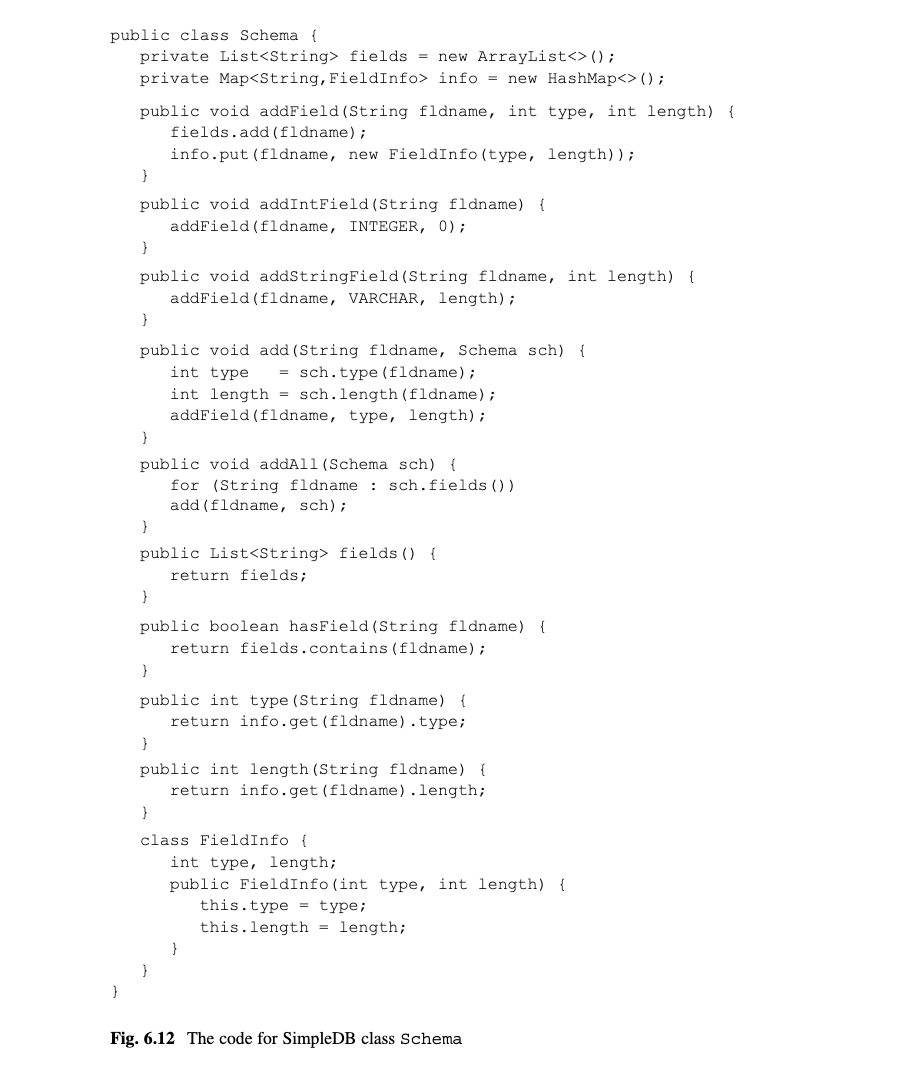 public class Schema {
   private List<String> fields = new ArrayList<>();
   private Map<String,FieldInfo> info = new HashMap<>();
   public void addField(String fldname, int type, int length) {
      fields.add(fldname);
      info.put(fldname, new FieldInfo(type, length));
   }
   public void addIntField(String fldname) {
      addField(fldname, INTEGER, 0);
   }
   public void addStringField(String fldname, int length) {
      addField(fldname, VARCHAR, length);
   }
   public void add(String fldname, Schema sch) {
      int type   = sch.type(fldname);
      int length = sch.length(fldname);
      addField(fldname, type, length);
   }
   public void addAll(Schema sch) {
      for (String fldname : sch.fields())
      add(fldname, sch);
   }
   public List<String> fields() {
      return fields;
   }
   public boolean hasField(String fldname) {
      return fields.contains(fldname);
   }
   public int type(String fldname) {
      return info.get(fldname).type;
   }
   public int length(String fldname) {
      return info.get(fldname).length;
   }
   class FieldInfo {
      int type, length;
      public FieldInfo(int type, int length) {
         this.type = type;
         this.length = length;
      }
   }
}
Fig. 6.12 The code for SimpleDB class Schema